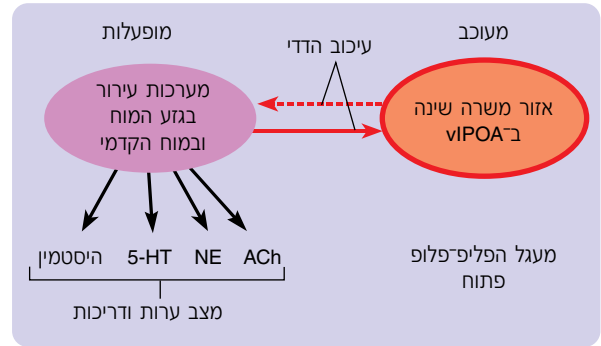 מעוכב
עיכוב הדדי
מופעלות
אזור משרה שינה
ב־vlPOA
מערכות עירור
בגזע המוח
ובמוח הקדמי
היסטמין 5-HT NE ACh
מצב ערות ודריכות
מעגל הפליפ־פלופ
פתוח